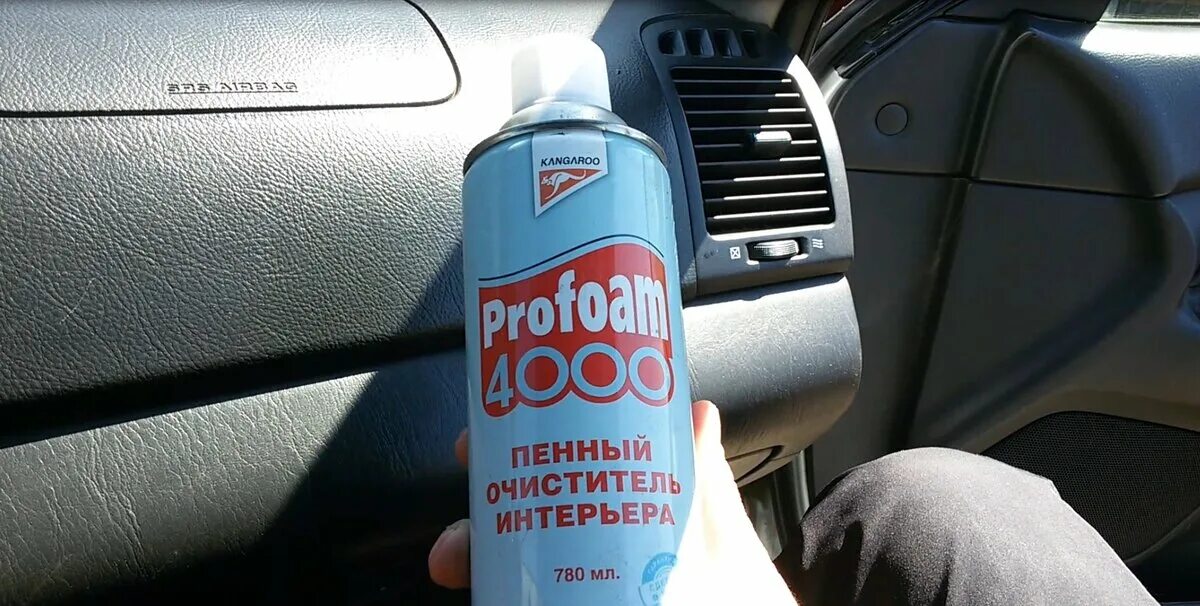 SRS AIRBAG
KANGAROO
Profoam
4000
ПЕННЫЙ
ОЧИСТИТЕЛЬ
ИНТЕРЬЕРА
780 мл.